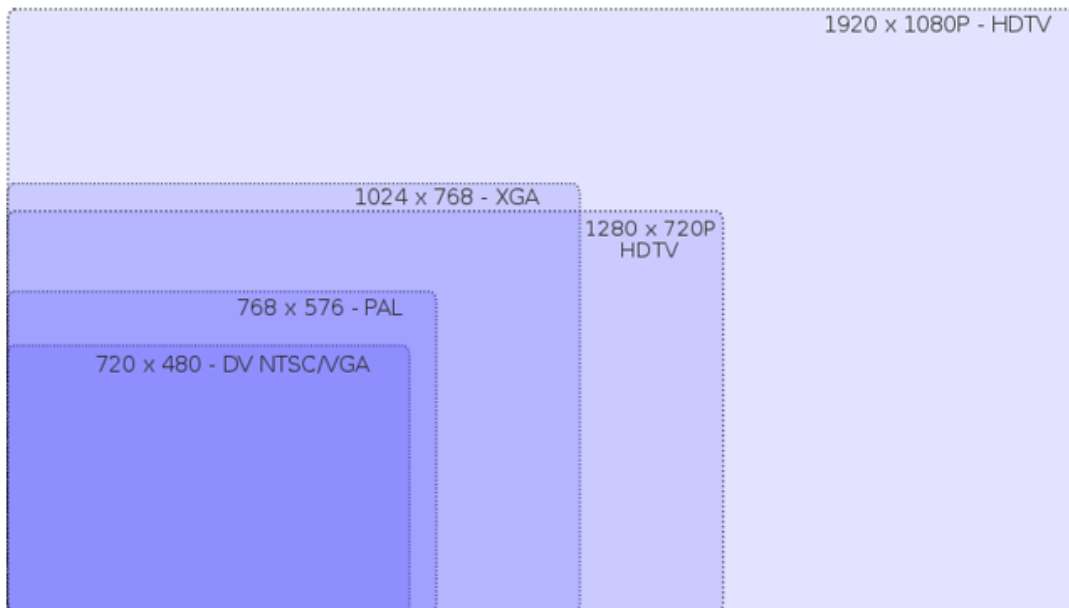 1920 x 1080P - HDTV
1024 x 768 - XGA
1280 x 720P
HDTV
768 x 576 - PAL
720 x 480 - DV NTSC/VGA